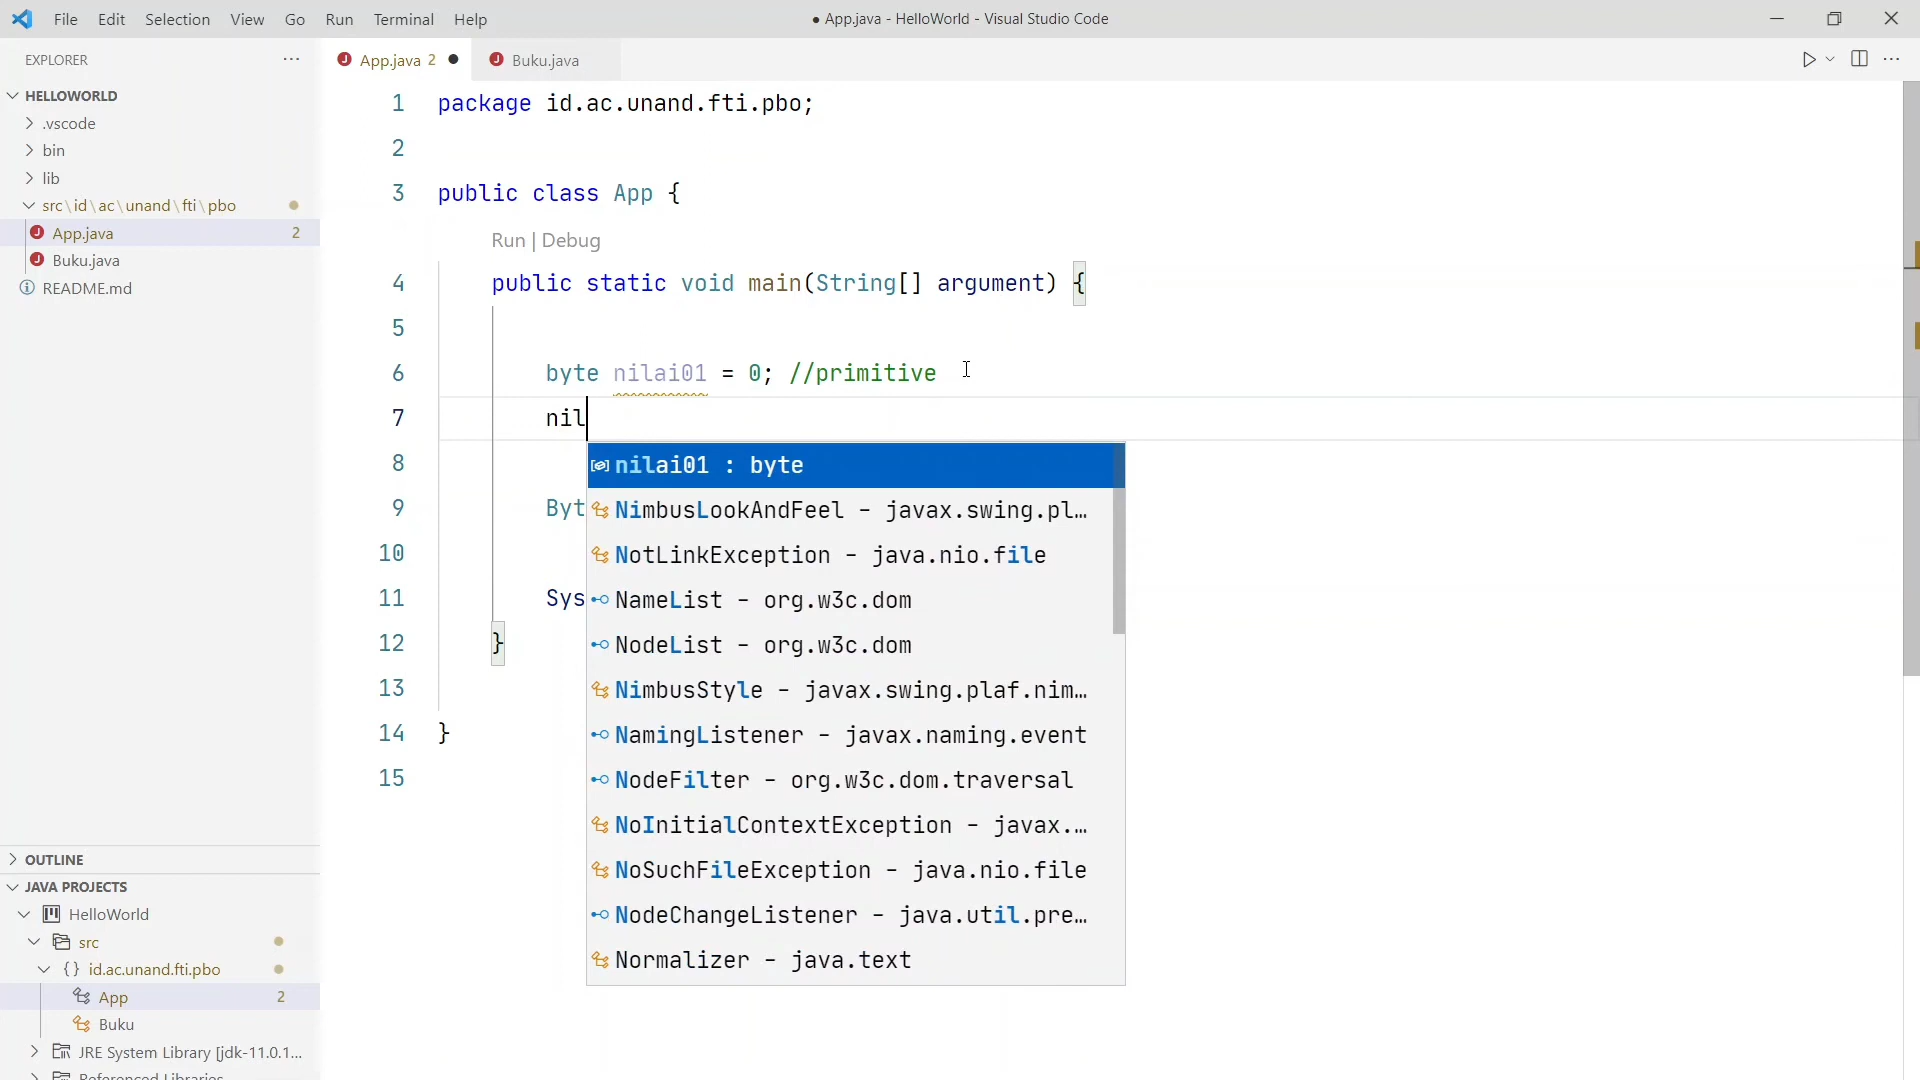 File Edit Selection View Go Run Terminal Help
● App.java - HelloWorld - Visual Studio Code
EXPLORER ···
HELLOWORLD
.vscode
bin
lib
src\id\ac\unand\fti\pbo
App.java 2
Buku.java
README.md
OUTLINE
JAVA PROJECTS
HelloWorld
src
{} id.ac.unand.fti.pbo
App 2
Buku
JRE System Library [jdk-11.0.1...
Referenced Libraries
App.java 2 ●
Buku.java
1 package id.ac.unand.fti.pbo;
2
3 public class App {
Run | Debug
4 public static void main(String[] argument) {
5
6 byte nilai01 = 0; //primitive
7 nil
8
9 Byt
10
11 Sys
12 }
13
14 }
15
nilai01 : byte
NimbusLookAndFeel - javax.swing.pl…
NotLinkException - java.nio.file
NameList - org.w3c.dom
NodeList - org.w3c.dom
NimbusStyle - javax.swing.plaf.nim…
NamingListener - javax.naming.event
NodeFilter - org.w3c.dom.traversal
NoInitialContextException - javax.…
NoSuchFileException - java.nio.file
NodeChangeListener - java.util.pre…
Normalizer - java.text